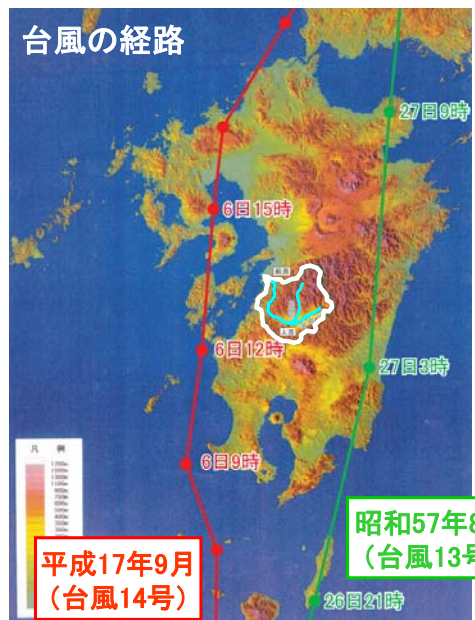 台風の経路
27日9時
6日15時
人吉
6日12時
27日3時
6日9時
凡 例
平成17年9月
(台風14号)
昭和57年8
(台風13号
26日21時